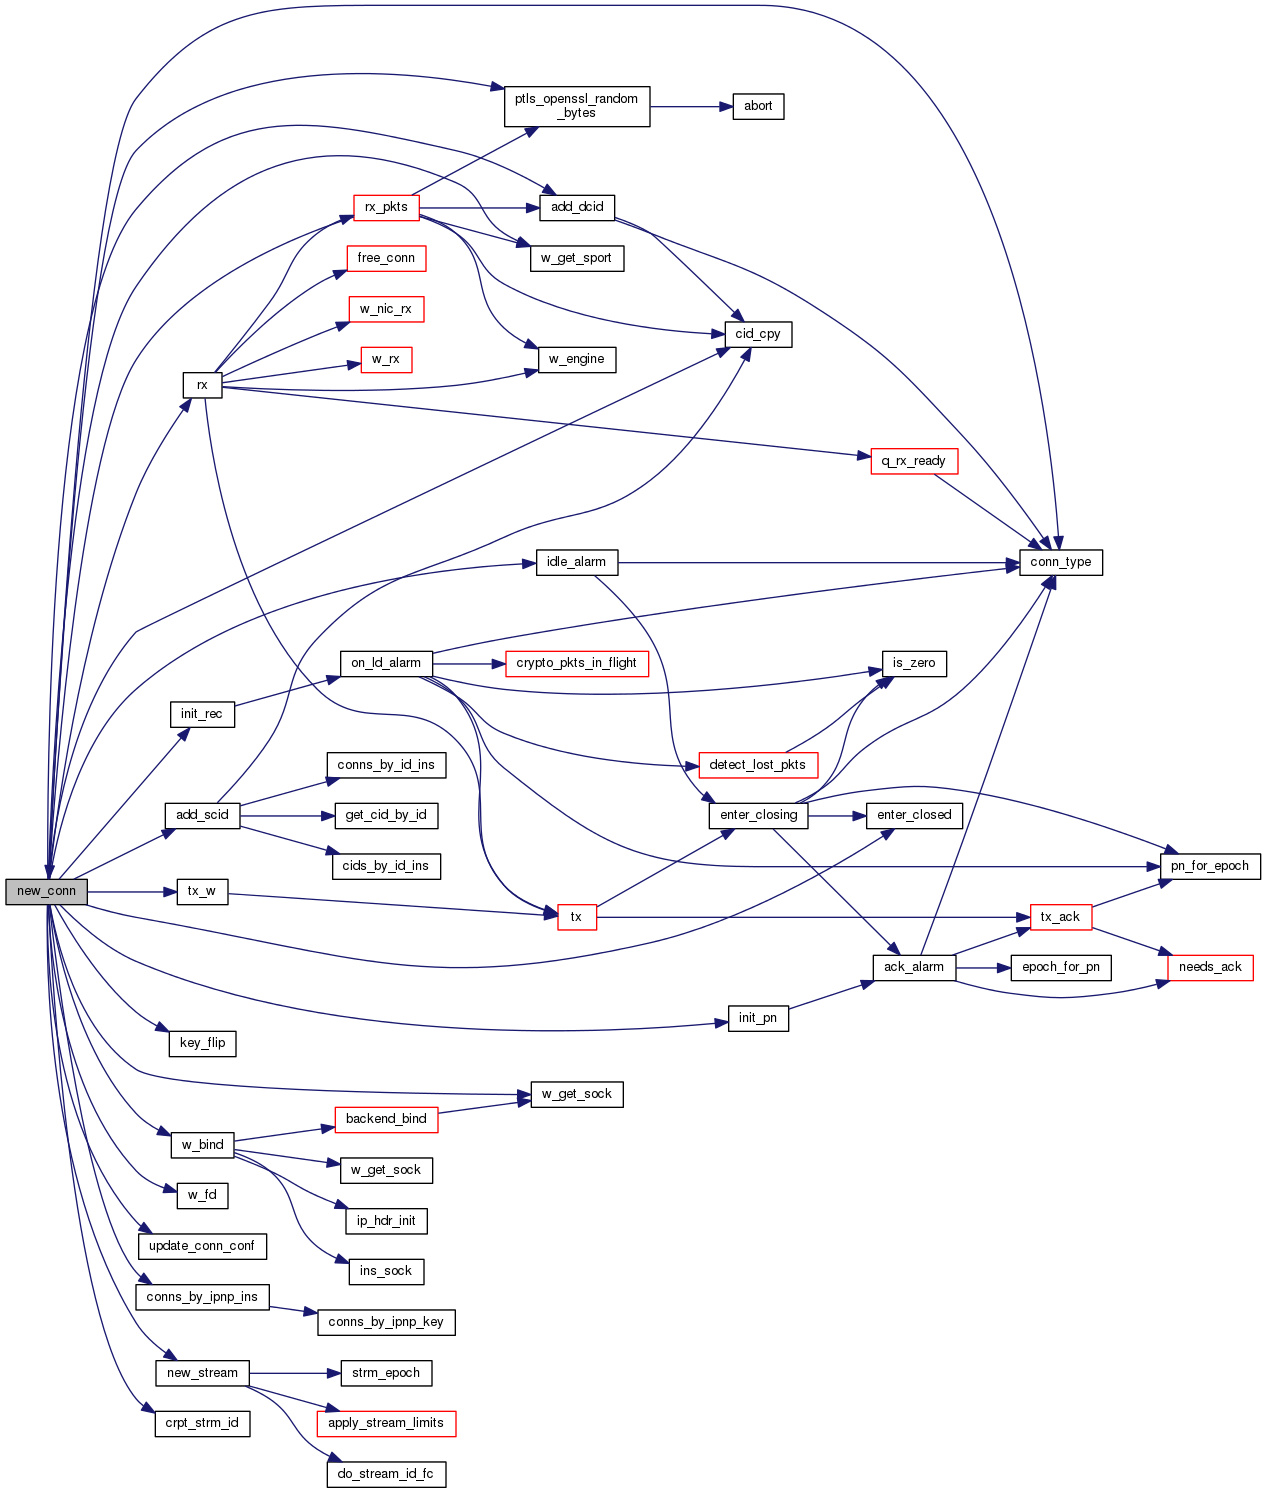 ptls_openssl_random
_bytes
abort
rx_pkts
add_dcid
w_get_sport
free_conn
w_nic_rx
cid_cpy
w_rx
w_engine
rx
q_rx_ready
idle_alarm
conn_type
on_ld_alarm
crypto_pkts_in_flight
is_zero
init_rec
conns_by_id_ins
detect_lost_pkts
add_scid
get_cid_by_id
enter_closing
enter_closed
cids_by_id_ins
pn_for_epoch
new_conn
tx_w
tx
tx_ack
ack_alarm
epoch_for_pn
needs_ack
init_pn
key_flip
w_get_sock
backend_bind
w_bind
w_get_sock
w_fd
ip_hdr_init
update_conn_conf
ins_sock
conns_by_ipnp_ins
conns_by_ipnp_key
new_stream
strm_epoch
crpt_strm_id
apply_stream_limits
do_stream_id_fc